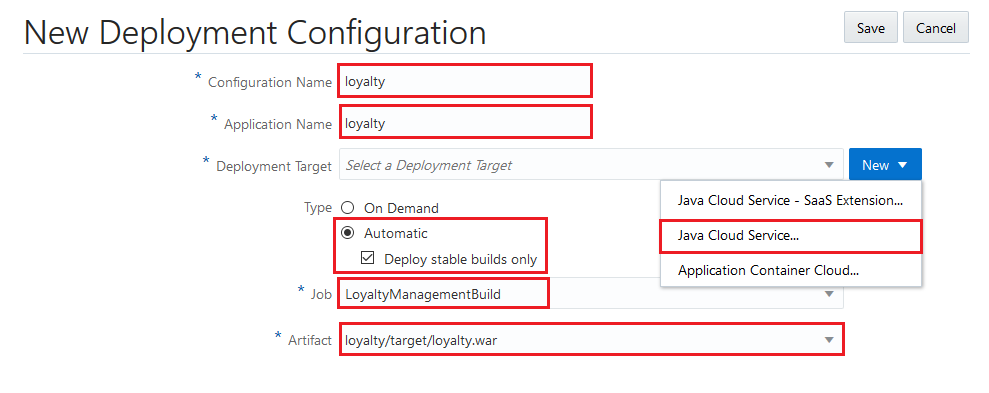 New Deployment Configuration
Save
Cancel
* Configuration Name
loyalty
* Application Name
loyalty
* Deployment Target
Select a Deployment Target
New
Java Cloud Service - SaaS Extension...
Java Cloud Service...
Application Container Cloud...
Type
On Demand
Automatic
Deploy stable builds only
* Job
LoyaltyManagementBuild
* Artifact
loyalty/target/loyalty.war